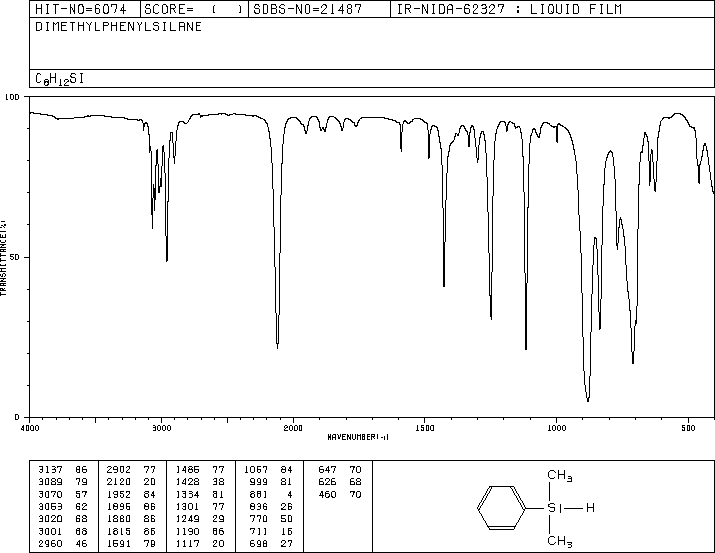 HIT-NO=6074 SCORE= ( ) SDBS-NO=21487 IR-NIDA-62327 : LIQUID FILM
DIMETHYLPHENYLSILANE
C8H12SI
100
TRANSMITTANCE(%)
50
0
4000 3000 2000 1500 1000 500
WAVENUMBER(-1)
3137 86 2902 77 1486 77 1067 84 647 70
3089 79 2120 20 1428 38 999 81 626 68
3070 57 1952 84 1334 81 881 4 460 70
3053 62 1896 86 1301 77 836 26
3020 68 1880 86 1249 29 770 50
3001 68 1815 86 1190 86 711 16
2960 46 1591 79 1117 20 698 27
CH3
SI H
CH3